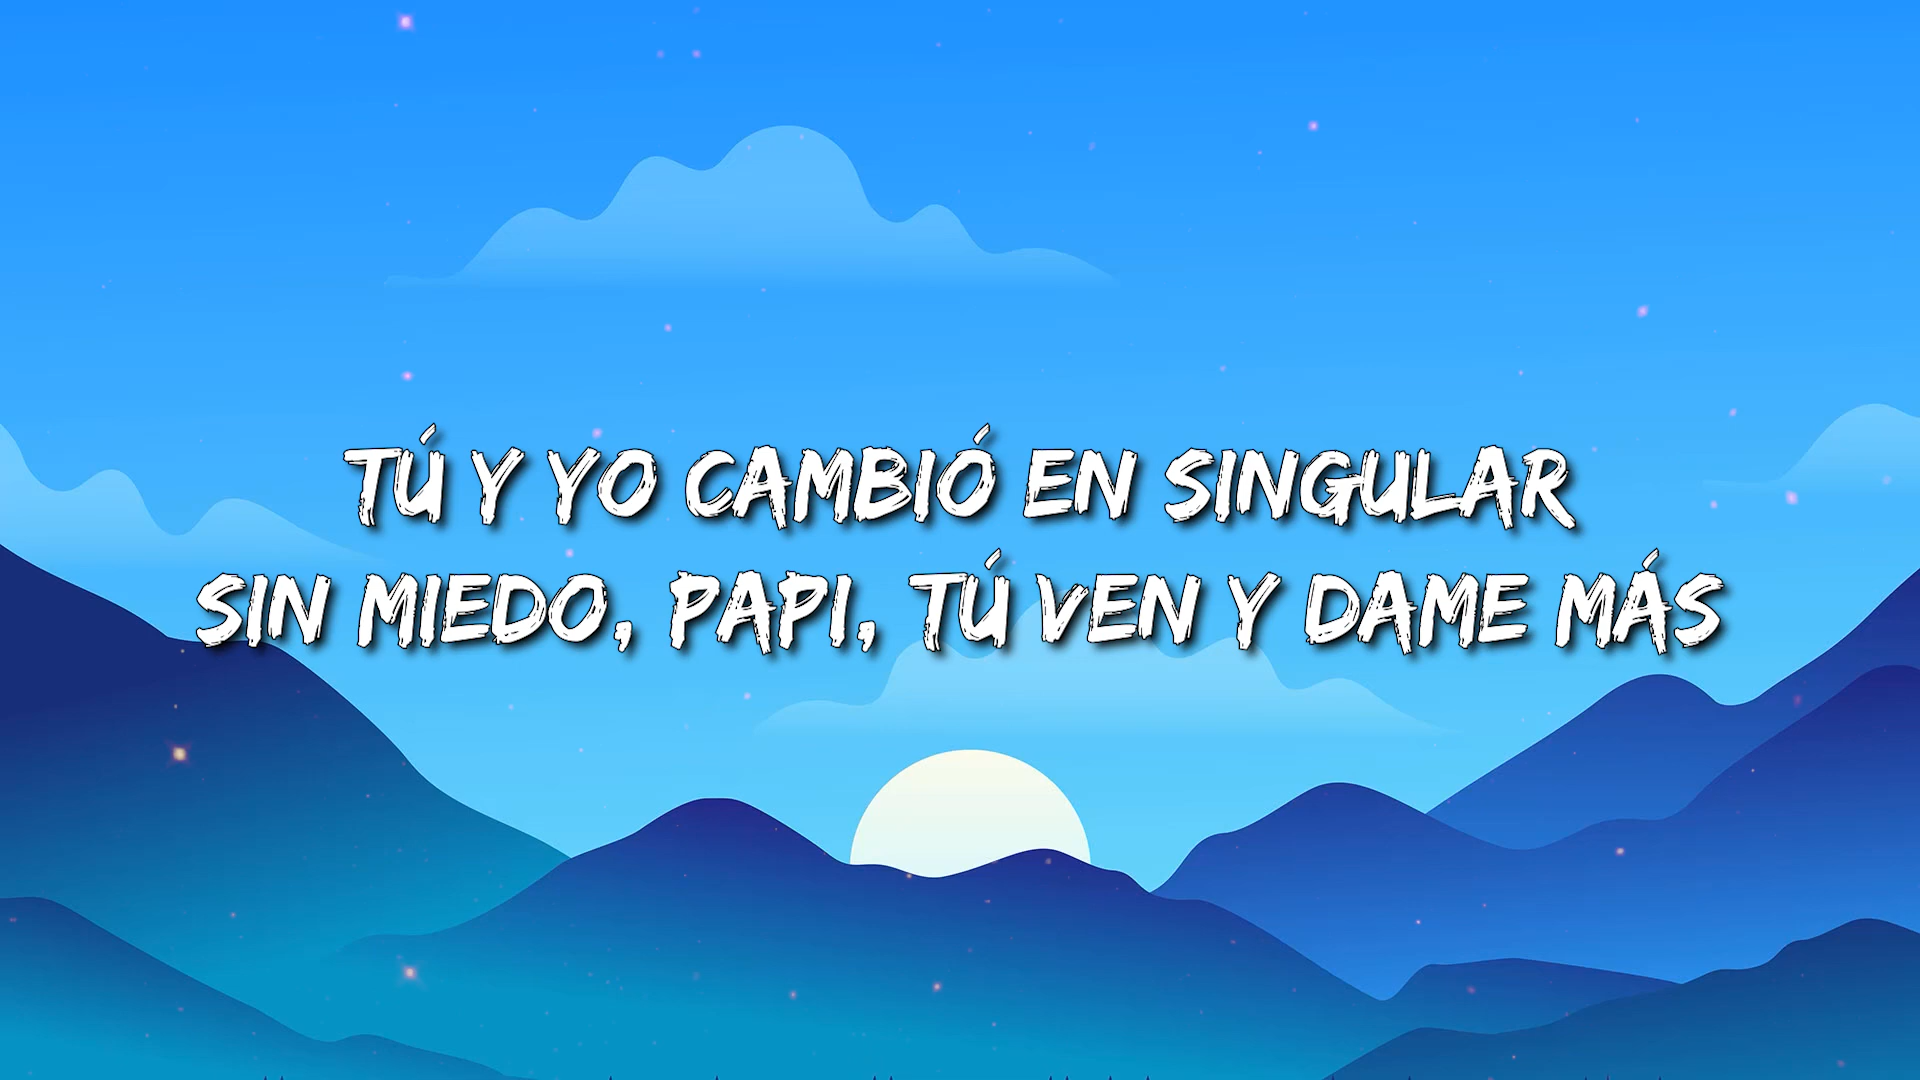 TÚ Y YO CAMBIÓ EN SINGULAR
SIN MIEDO, PAPI, TÚ VEN Y DAME MÁS